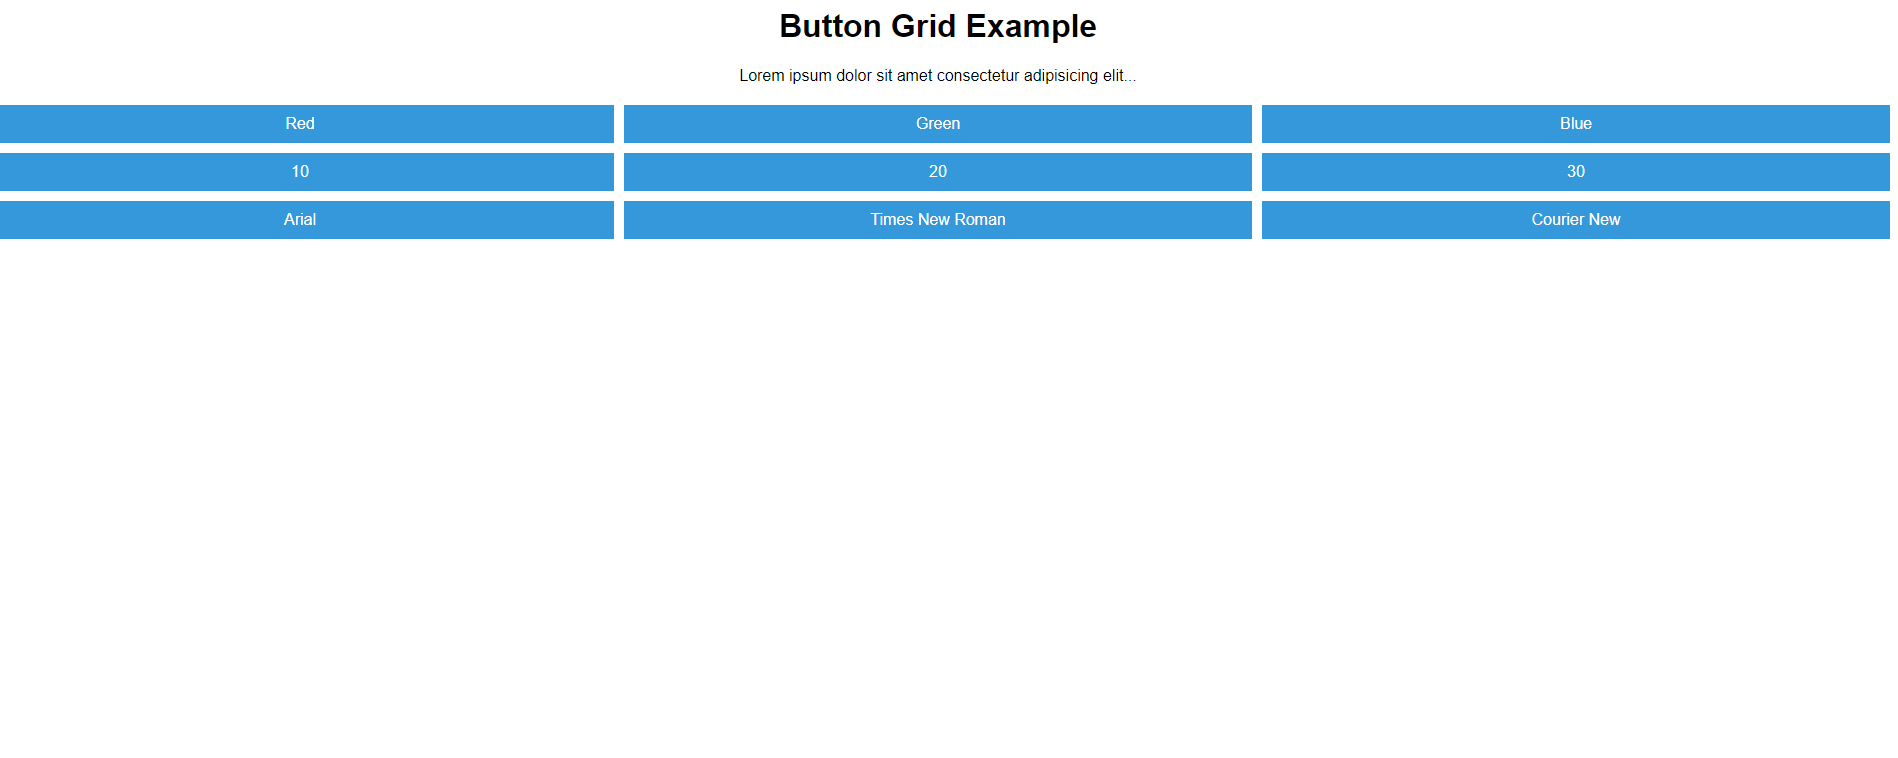 Button Grid Example
Lorem ipsum dolor sit amet consectetur adipisicing elit...
Red Green Blue
10 20 30
Arial Times New Roman Courier New